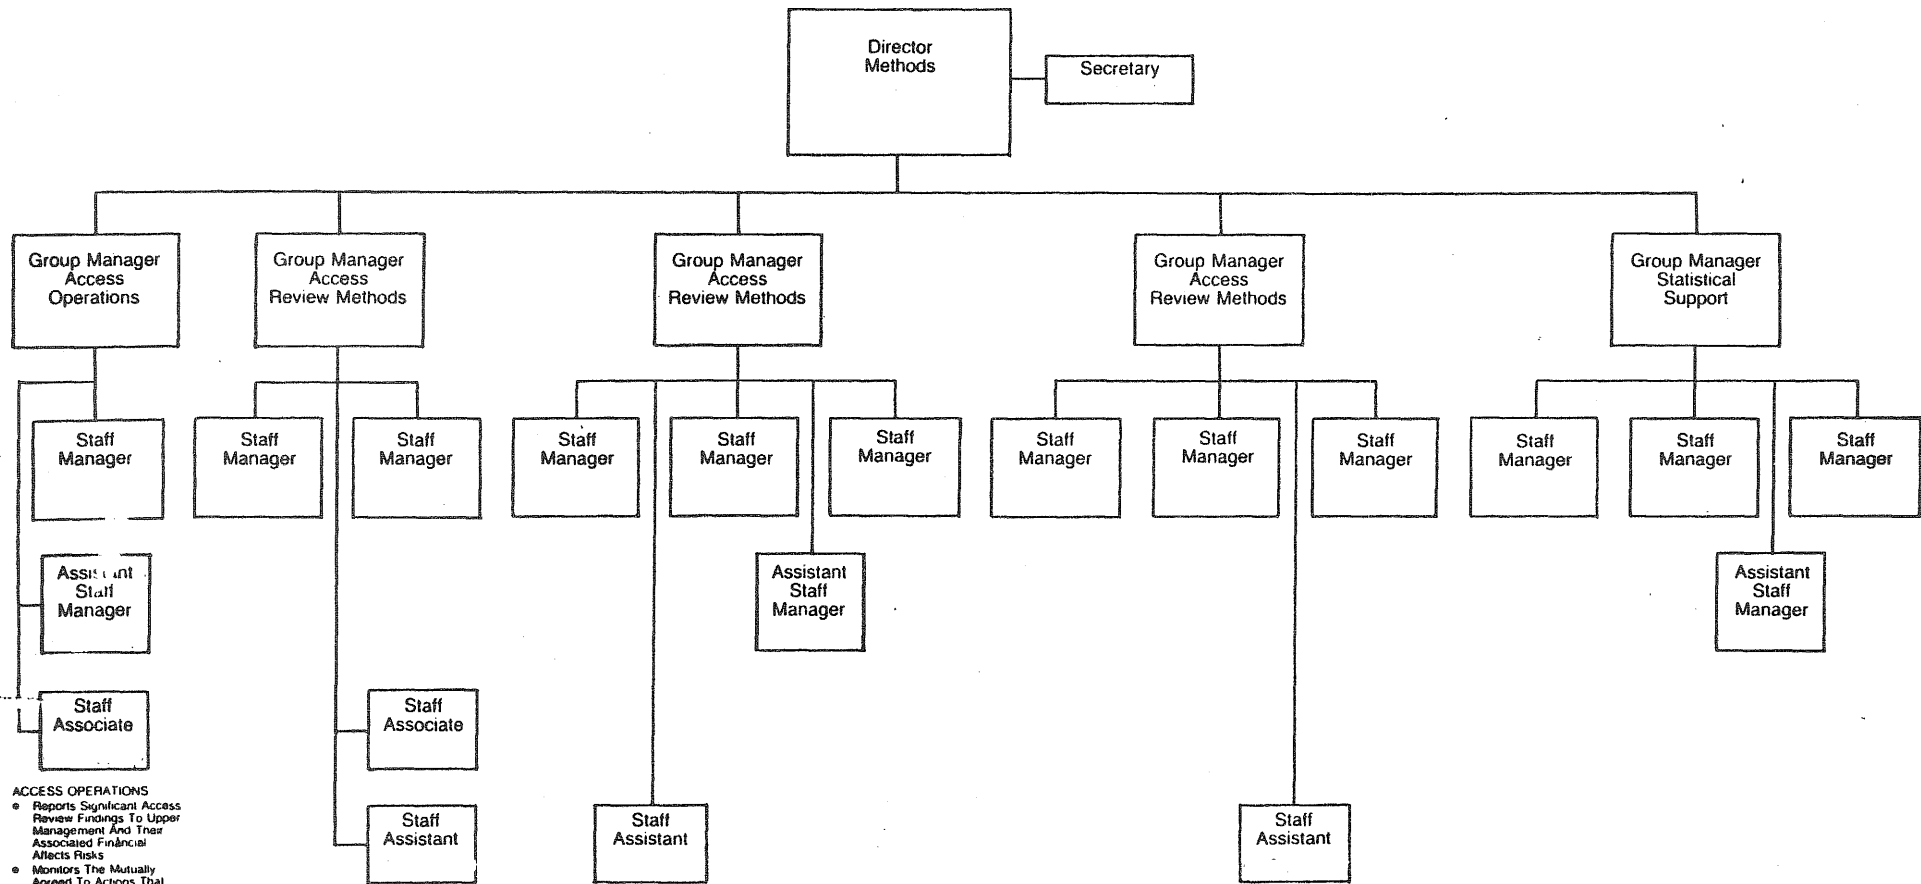 Director
Methods
Secretary
Group Manager
Access
Operations
Group Manager
Access
Review Methods
Group Manager
Access
Review Methods
Group Manager
Access
Review Methods
Group Manager
Statistical
Support
Staff
Manager
Staff
Manager
Staff
Manager
Staff
Manager
Staff
Manager
Staff
Manager
Staff
Manager
Staff
Manager
Staff
Manager
Staff
Manager
Staff
Manager
Staff
Manager
Assistant
Staff
Manager
Assistant
Staff
Manager
Assistant
Staff
Manager
Staff
Associate
Staff
Associate
Staff
Assistant
Staff
Assistant
Staff
Assistant
ACCESS OPERATIONS
• Reports Significant Access
Review Findings To Upper
Management And Their
Associated Financial
Affects Risks
• Monitors The Mutually
Agreed To Actions That